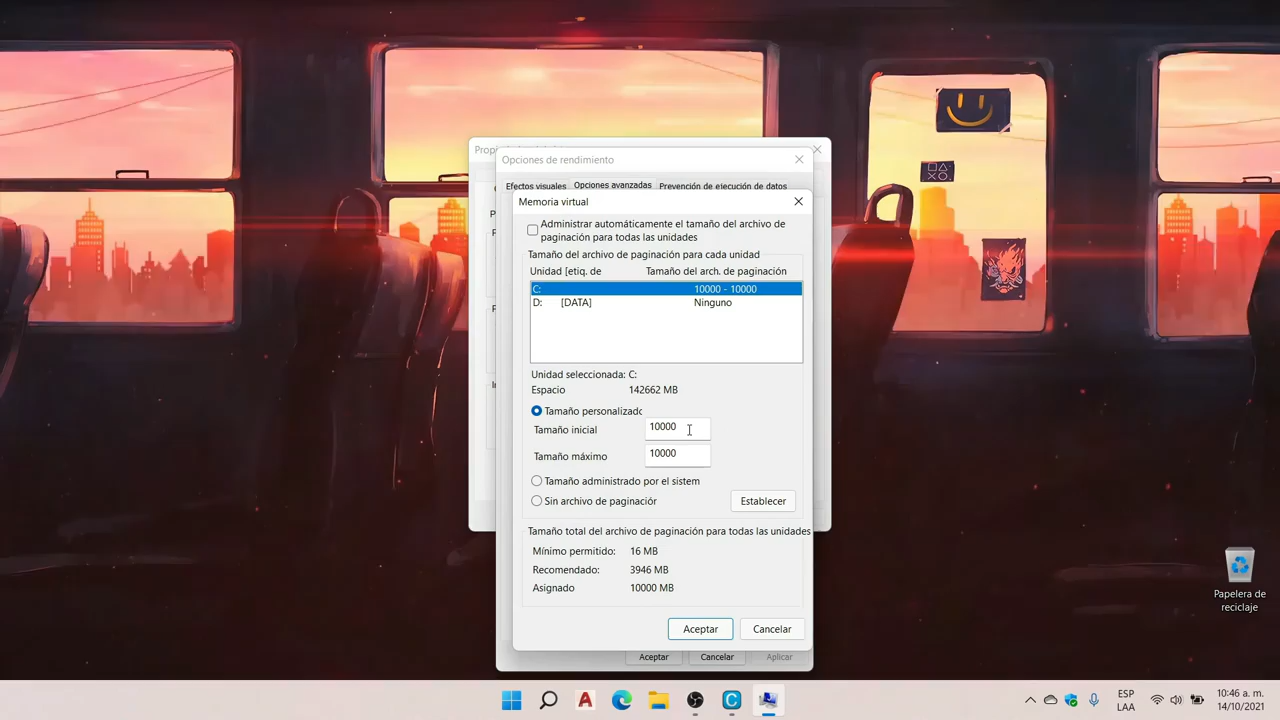 Prop
Opciones de rendimiento
Efectos visuales Opciones avanzadas Prevención de ejecución de datos
Memoria virtual
Administrar automáticamente el tamaño del archivo de
paginación para todas las unidades
Tamaño del archivo de paginación para cada unidad
Unidad [etiq. de Tamaño del arch. de paginación
C: 10000 - 10000
D: [DATA] Ninguno
Unidad seleccionada: C:
Espacio 142662 MB
Tamaño personalizado
Tamaño inicial 10000
Tamaño máximo 10000
Tamaño administrado por el sistem
Sin archivo de paginaciór
Establecer
Tamaño total del archivo de paginación para todas las unidades
Mínimo permitido: 16 MB
Recomendado: 3946 MB
Asignado 10000 MB
Aceptar Cancelar
Aceptar Cancelar Aplicar
Papelera de
reciclaje
ESP
LAA
10:46 a. m.
14/10/2021